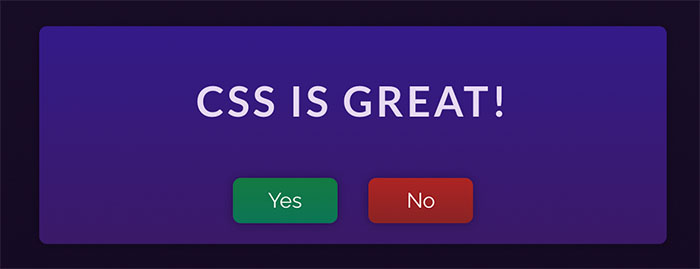 CSS IS GREAT!
Yes No